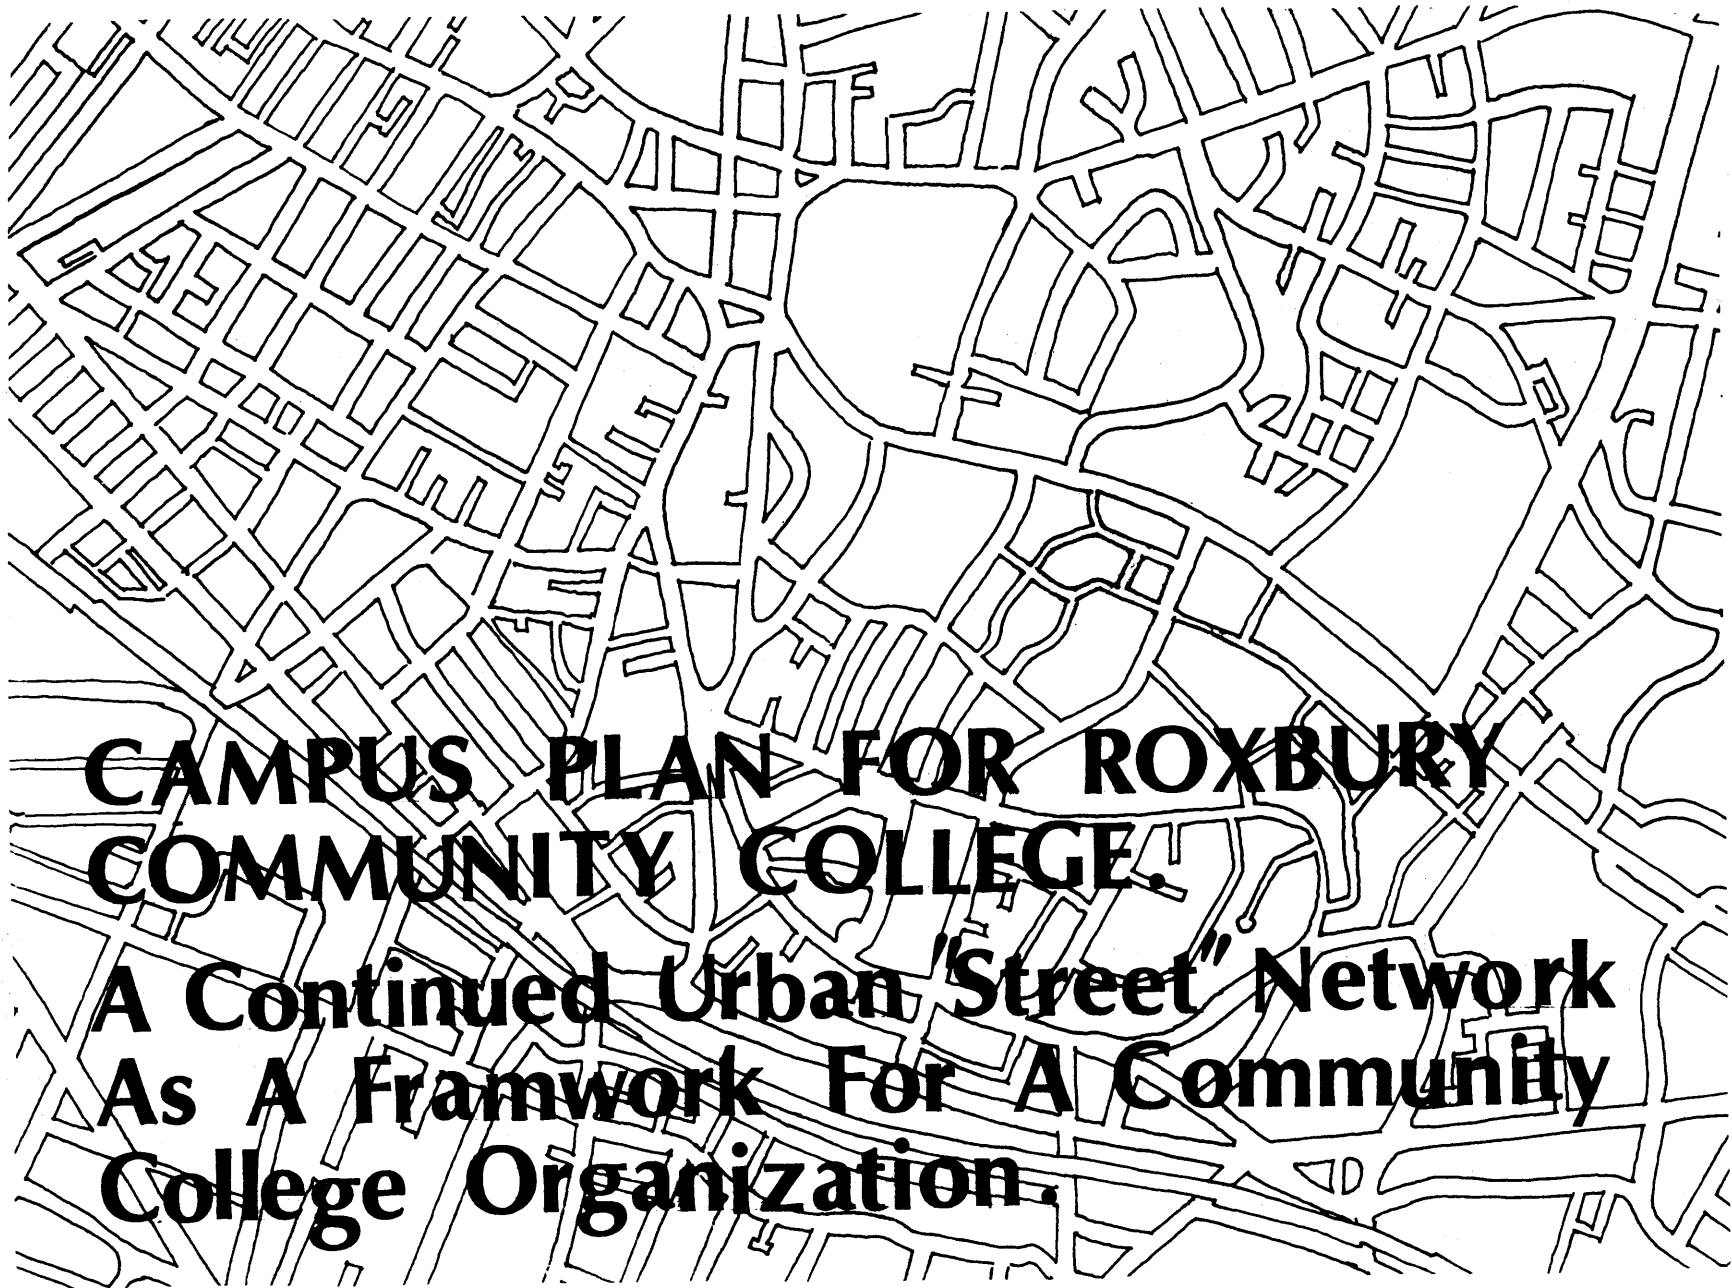 CAMPUS PLAN FOR ROXBURY
COMMUNITY COLLEGE.
A Continued Urban "Street" Network
As A Framwork For A Community
College Organization.